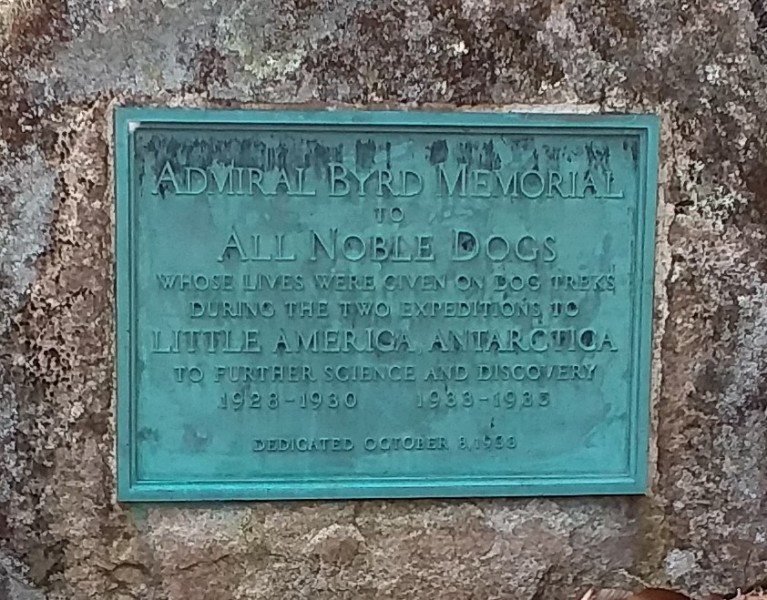 ADMIRAL BYRD MEMORIAL
TO
ALL NOBLE DOGS
WHOSE LIVES WERE GIVEN ON DOG TREKS
DURING THE TWO EXPEDITIONS TO
LITTLE AMERICA, ANTARCTICA
TO FURTHER SCIENCE AND DISCOVERY
1928-1930 1933-1935
DEDICATED OCTOBER 8, 1938